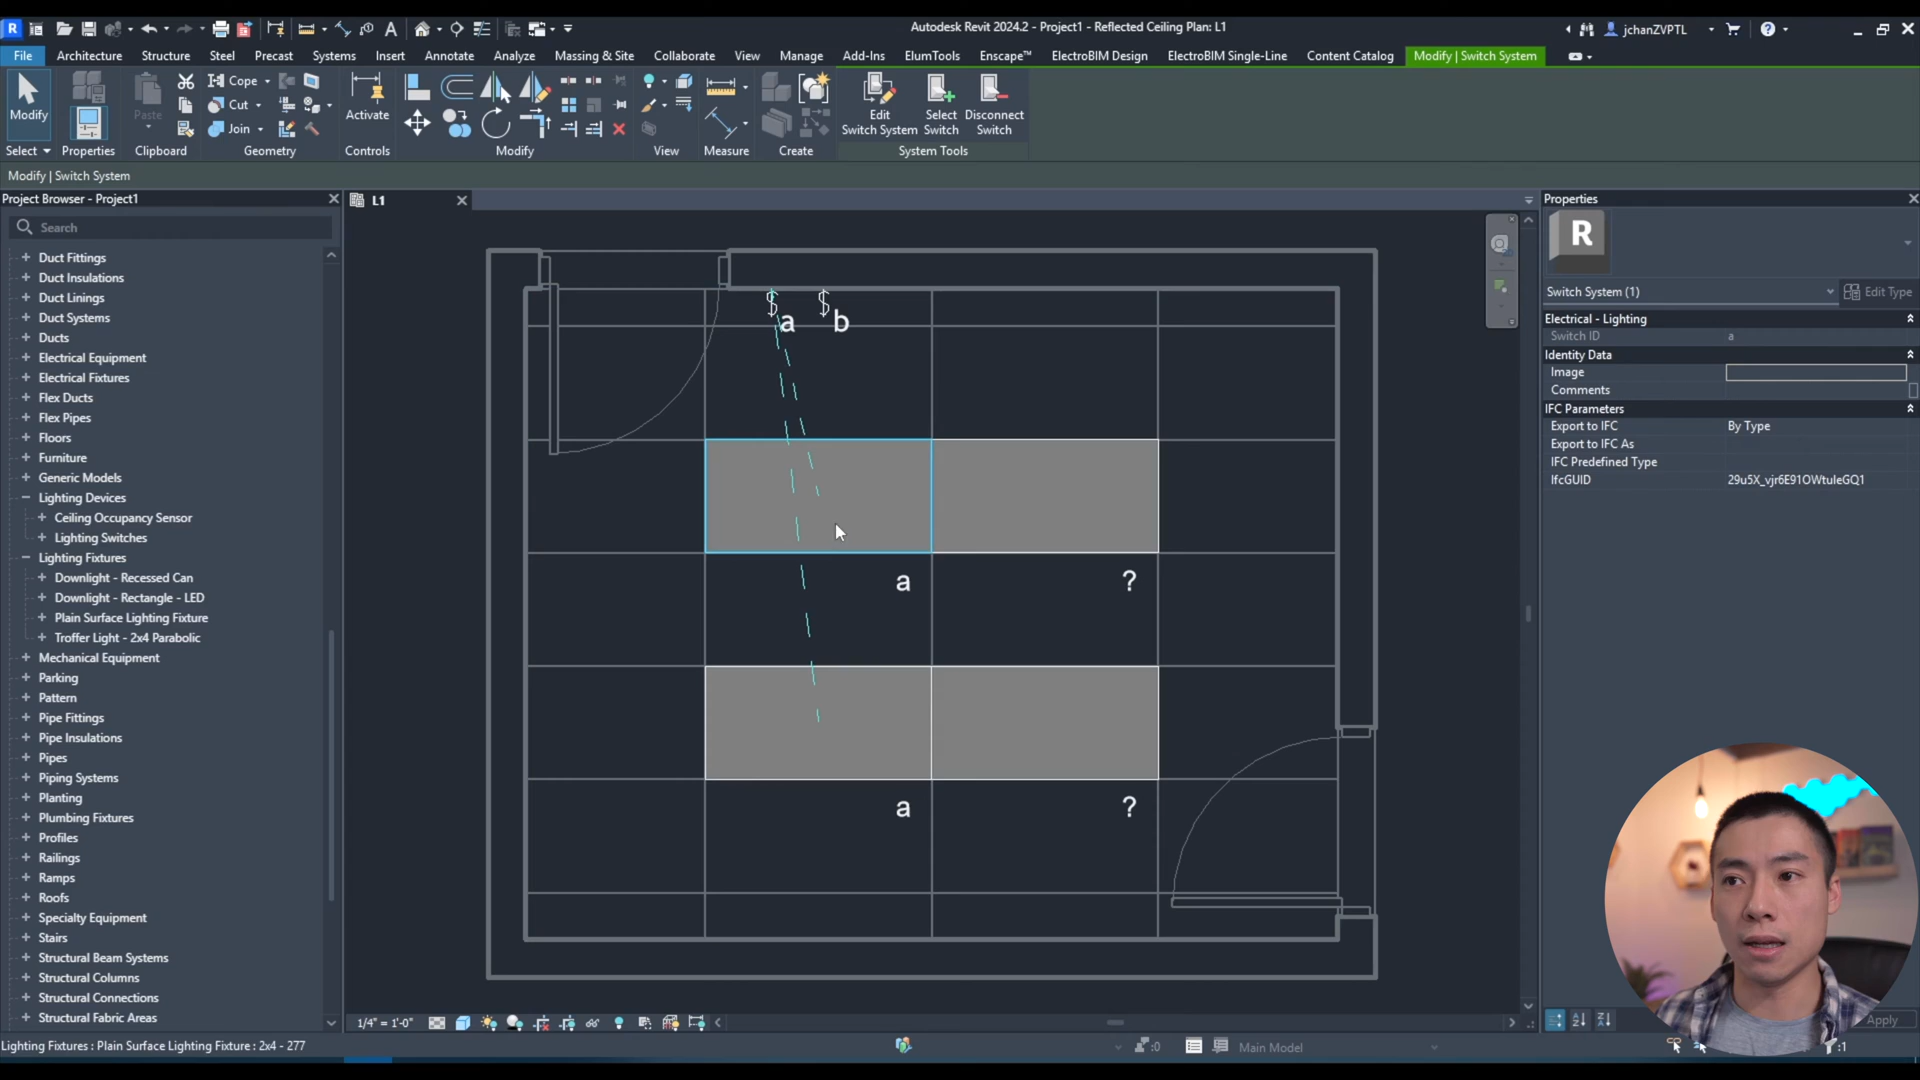 R
Autodesk Revit 2024.2 - Project1 - Reflected Ceiling Plan: L1
jchanZVPTL
File Architecture Structure Steel Precast Systems Insert Annotate Analyze Massing & Site Collaborate View Manage Add-Ins ElumTools Enscape™ ElectroBIM Design ElectroBIM Single-Line Content Catalog Modify | Switch System
Modify
Paste
Cope
Cut
Join
Activate
Edit Switch System
Select Switch
Disconnect Switch
Select Properties Clipboard Geometry Controls Modify View Measure Create System Tools
Modify | Switch System
Project Browser - Project1
Search
Duct Fittings
Duct Insulations
Duct Linings
Duct Systems
Ducts
Electrical Equipment
Electrical Fixtures
Flex Ducts
Flex Pipes
Floors
Furniture
Generic Models
Lighting Devices
Ceiling Occupancy Sensor
Lighting Switches
Lighting Fixtures
Downlight - Recessed Can
Downlight - Rectangle - LED
Plain Surface Lighting Fixture
Troffer Light - 2x4 Parabolic
Mechanical Equipment
Parking
Pattern
Pipe Fittings
Pipe Insulations
Pipes
Piping Systems
Planting
Plumbing Fixtures
Profiles
Railings
Ramps
Roofs
Specialty Equipment
Stairs
Structural Beam Systems
Structural Columns
Structural Connections
Structural Fabric Areas
L1
$ a $ b
a ?
a ?
1/4" = 1'-0"
Properties
R
Switch System (1)
Edit Type
Electrical - Lighting
Switch ID a
Identity Data
Image
Comments
IFC Parameters
Export to IFC By Type
Export to IFC As
IFC Predefined Type
IfcGUID 29u5X_vjr6E91OWtuIeGQ1
Apply
Lighting Fixtures : Plain Surface Lighting Fixture : 2x4 - 277
:0
Main Model
:1